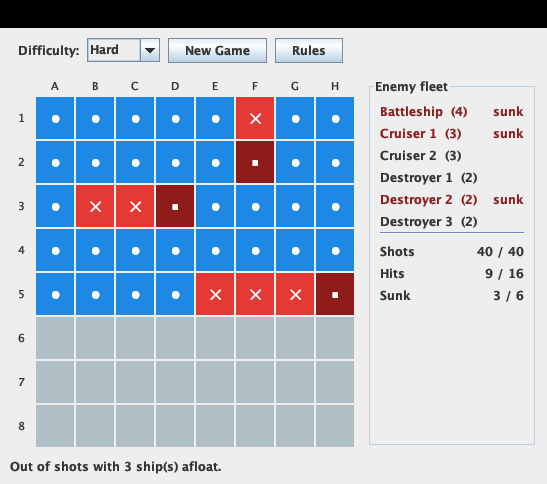 Difficulty: Hard New Game Rules
A B C D E F G H
1
2
3
4
5
6
7
8
Enemy fleet
Battleship (4) sunk
Cruiser 1 (3) sunk
Cruiser 2 (3)
Destroyer 1 (2)
Destroyer 2 (2) sunk
Destroyer 3 (2)
Shots 40 / 40
Hits 9 / 16
Sunk 3 / 6
Out of shots with 3 ship(s) afloat.